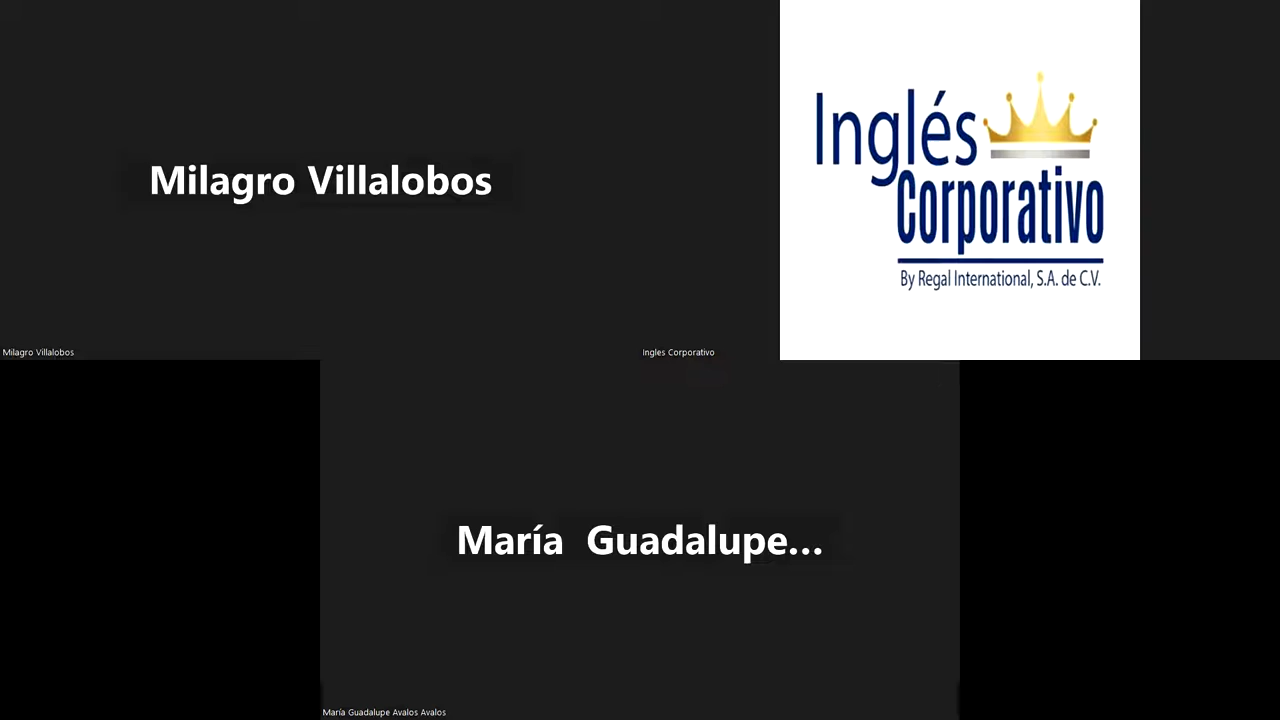 Milagro Villalobos
Milagro Villalobos
Inglés
Corporativo
By Regal International, S.A. de C.V.
Ingles Corporativo
María  Guadalupe...
María Guadalupe Avalos Avalos